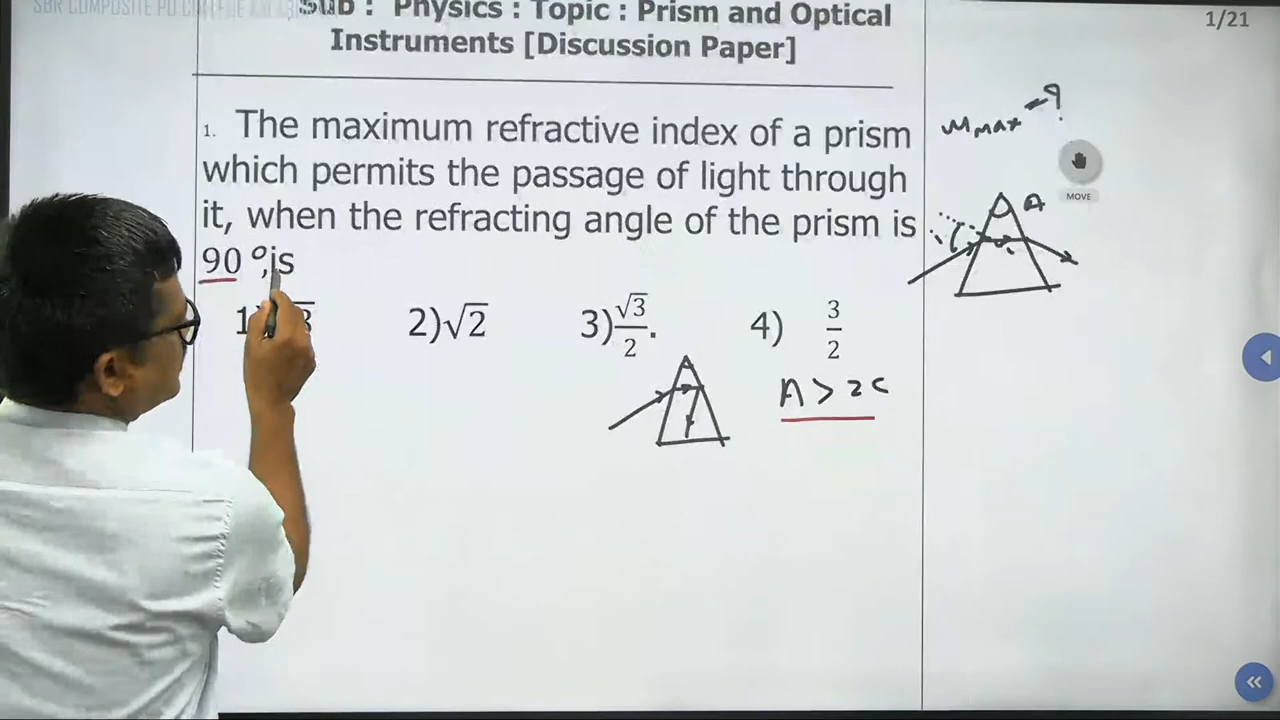 Sub : Physics : Topic : Prism and Optical
Instruments [Discussion Paper]
1/21
1. The maximum refractive index of a prism
which permits the passage of light through
it, when the refracting angle of the prism is
90 °,is
2)√2
3)√3/2.
4) 3/2
A > 2C
μmax = ?
MOVE
A